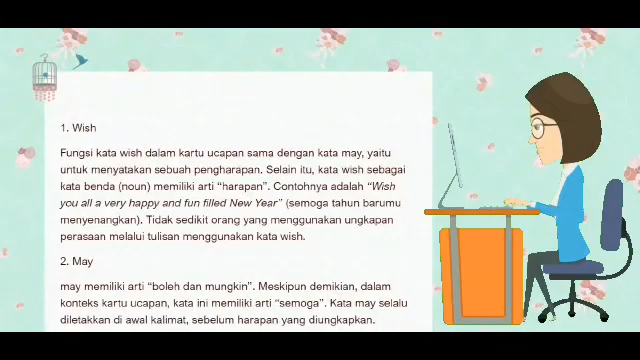 1. Wish
Fungsi kata wish dalam kartu ucapan sama dengan kata may, yaitu
untuk menyatakan sebuah pengharapan. Selain itu, kata wish sebagai
kata benda (noun) memiliki arti “harapan”. Contohnya adalah “Wish
you all a very happy and fun filled New Year” (semoga tahun barumu
menyenangkan). Tidak sedikit orang yang menggunakan ungkapan
perasaan melalui tulisan menggunakan kata wish.
2. May
may memiliki arti “boleh dan mungkin”. Meskipun demikian, dalam
konteks kartu ucapan, kata ini memiliki arti “semoga”. Kata may selalu
diletakkan di awal kalimat, sebelum harapan yang diungkapkan.